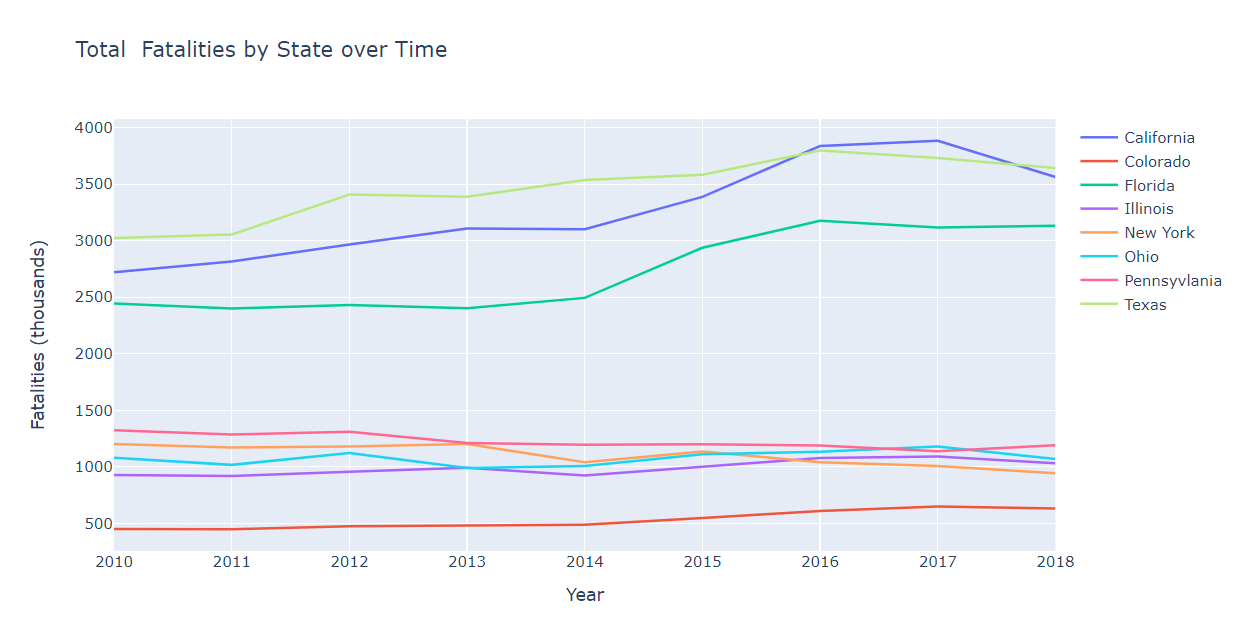 Total  Fatalities by State over Time
Fatalities (thousands)
4000
3500
3000
2500
2000
1500
1000
500
2010 2011 2012 2013 2014 2015 2016 2017 2018
Year
California
Colorado
Florida
Illinois
New York
Ohio
Pennsyvlania
Texas